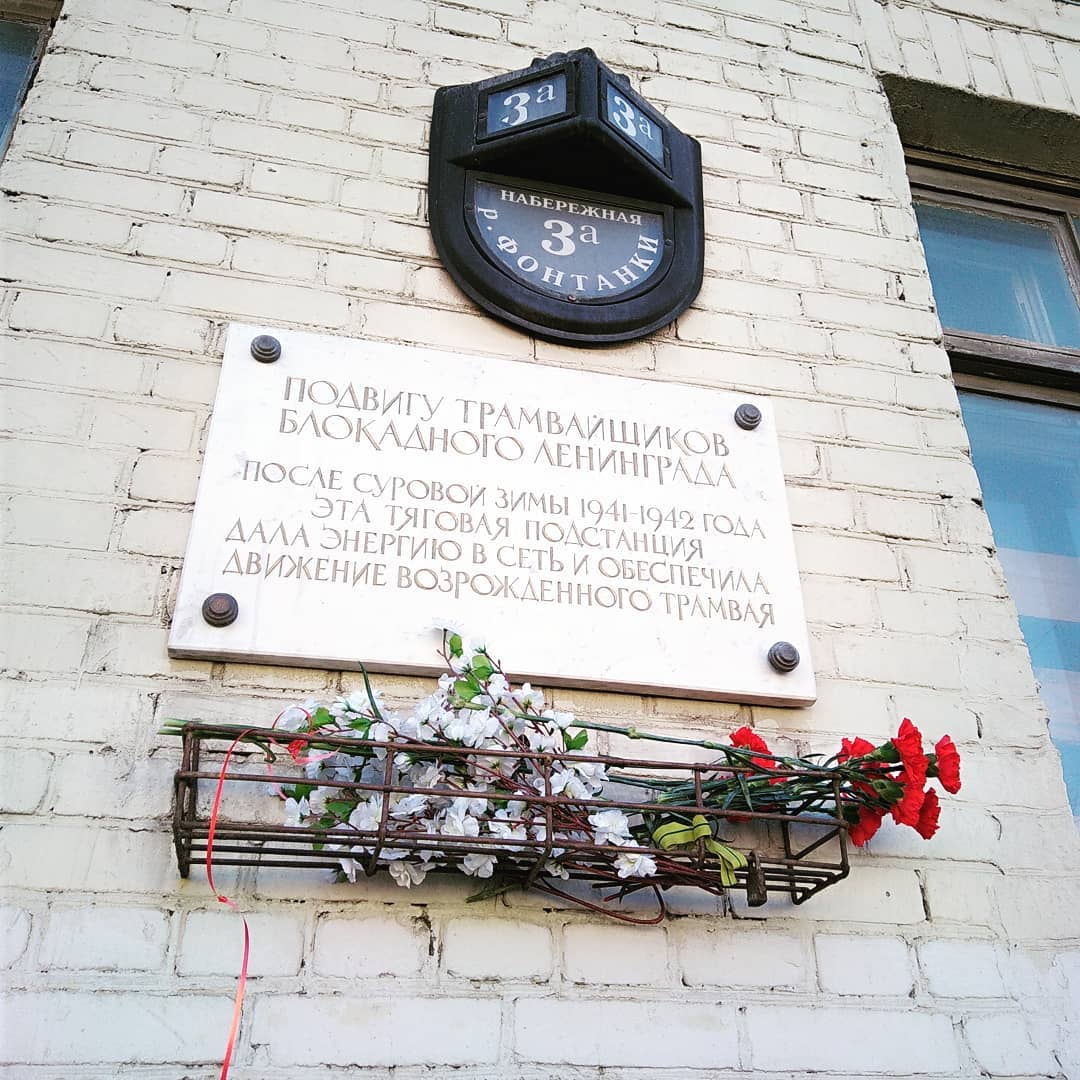 3а
3а
НАБЕРЕЖНАЯ
3а
р. ФОНТАНКИ
ПОДВИГУ ТРАМВАЙЩИКОВ
БЛОКАДНОГО ЛЕНИНГРАДА
ПОСЛЕ СУРОВОЙ ЗИМЫ 1941-1942 ГОДА
ЭТА ТЯГОВАЯ ПОДСТАНЦИЯ
ДАЛА ЭНЕРГИЮ В СЕТЬ И ОБЕСПЕЧИЛА
ДВИЖЕНИЕ ВОЗРОЖДЕННОГО ТРАМВАЯ